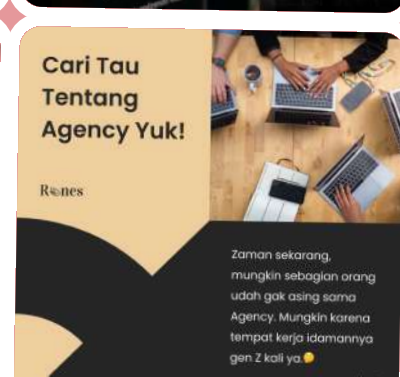 Cari Tau
Tentang
Agency Yuk!
Rones
Zaman sekarang,
mungkin sebagian orang
udah gak asing sama
Agency. Mungkin karena
tempat kerja idamannya
gen Z kali ya.🤔